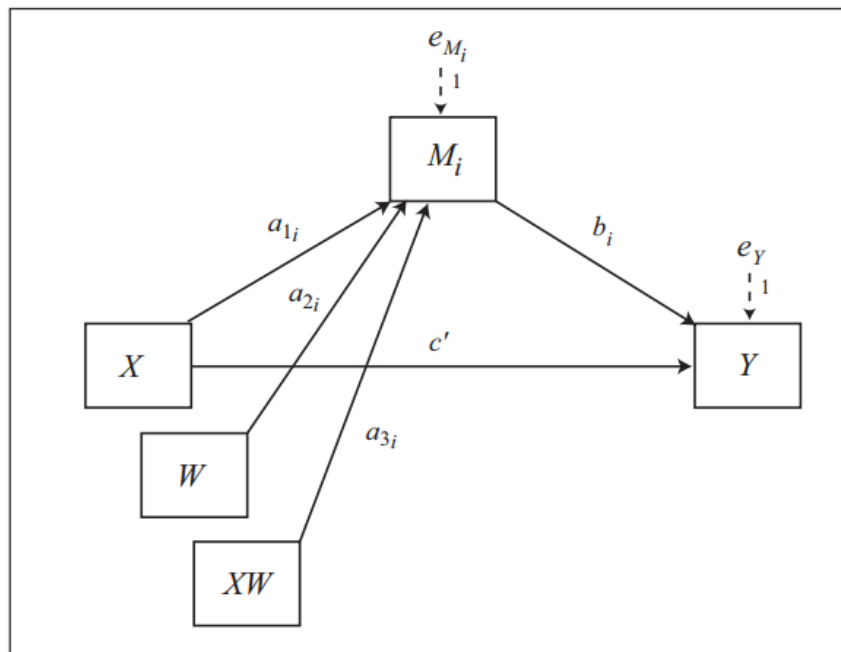 e_{M_i}
1
M_i
a_{1_i}
b_i
e_Y
1
a_{2_i}
X
c′
Y
a_{3_i}
W
XW